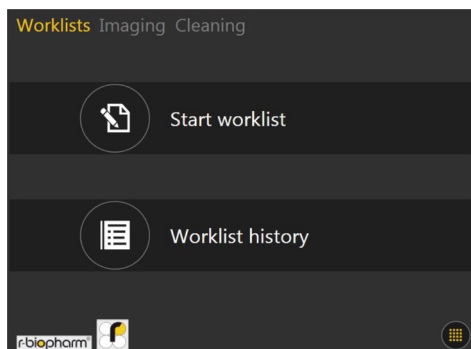 Worklists Imaging Cleaning
Start worklist
Worklist history
r-biopharm®